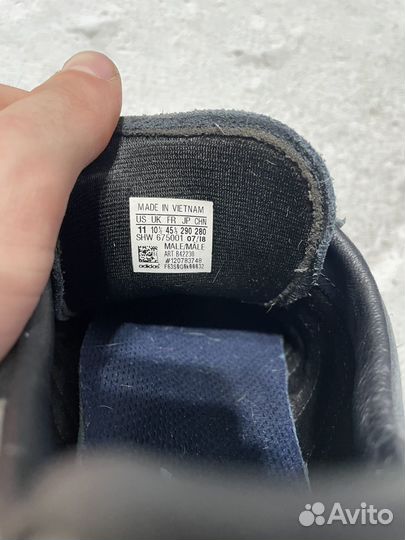 MADE IN VIETNAM
US UK FR JP CHN
11 10½ 45⅓ 290 280
SHW 675001 07/18
MALE/MALE
ART B42230
#120783748
adidas
Avito